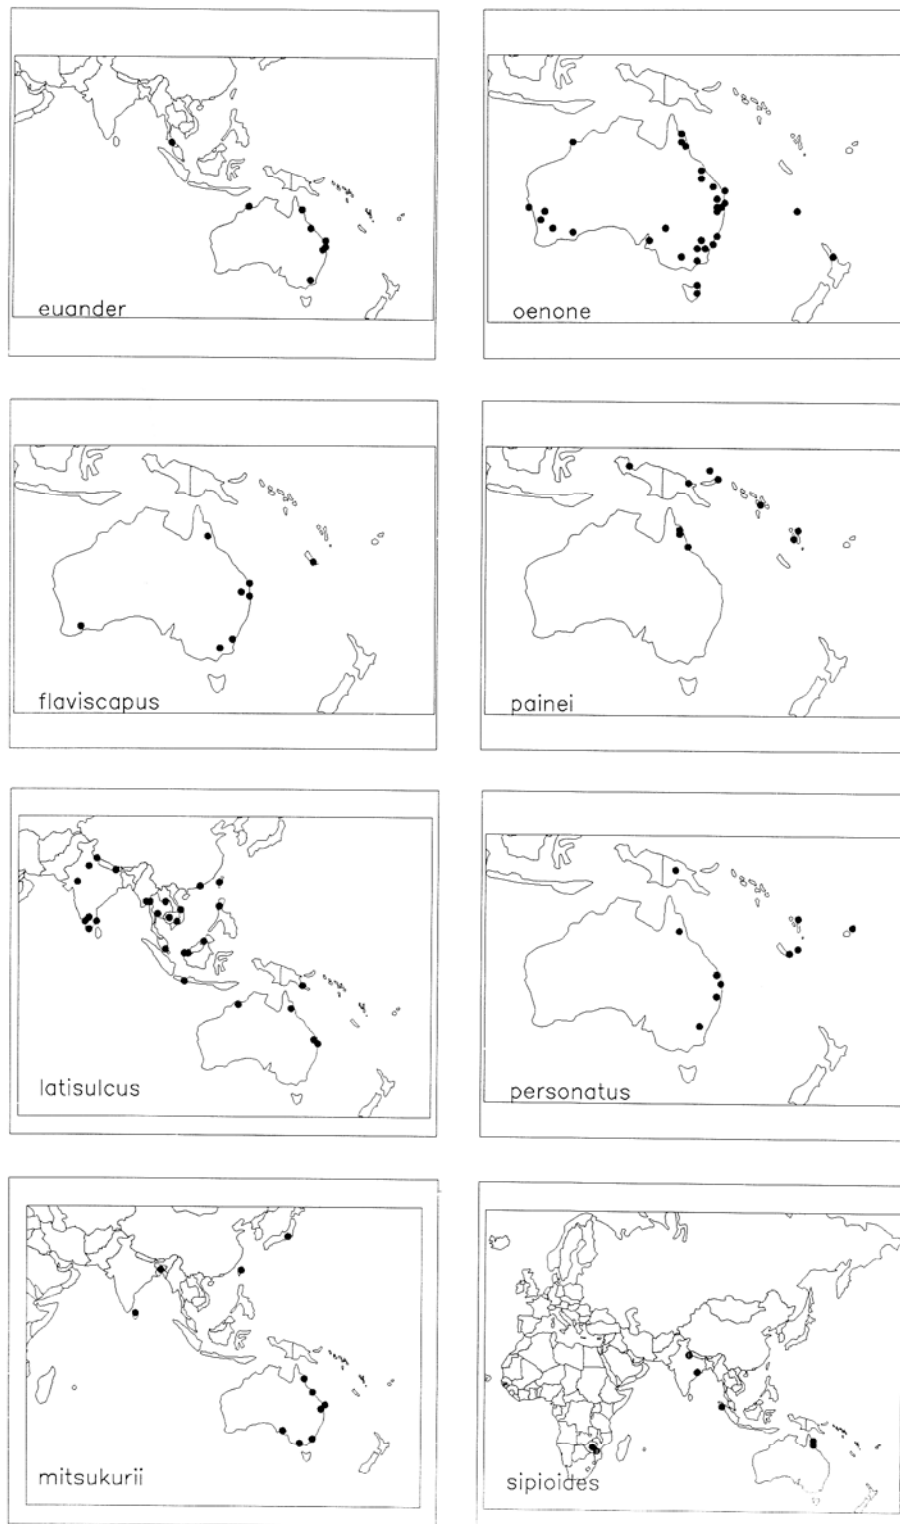 euander
oenone
flaviscapus
painei
latisulcus
personatus
mitsukurii
sipioides